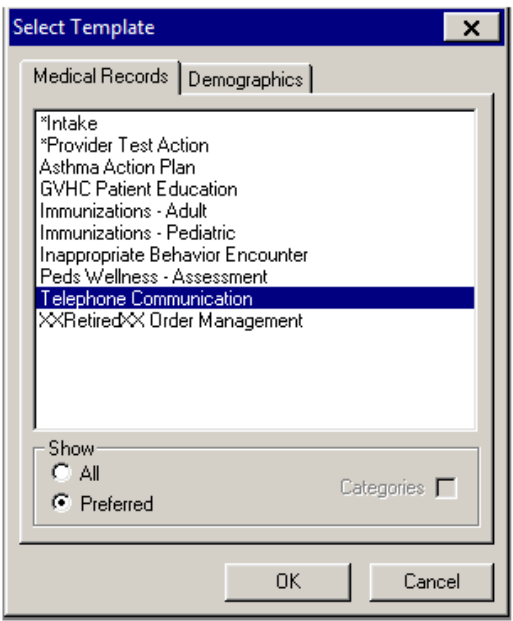 Select Template
Medical Records Demographics
*Intake
*Provider Test Action
Asthma Action Plan
GVHC Patient Education
Immunizations - Adult
Immunizations - Pediatric
Inappropriate Behavior Encounter
Peds Wellness - Assessment
Telephone Communication
XXRetiredXX Order Management
Show
All
Categories
Preferred
OK Cancel